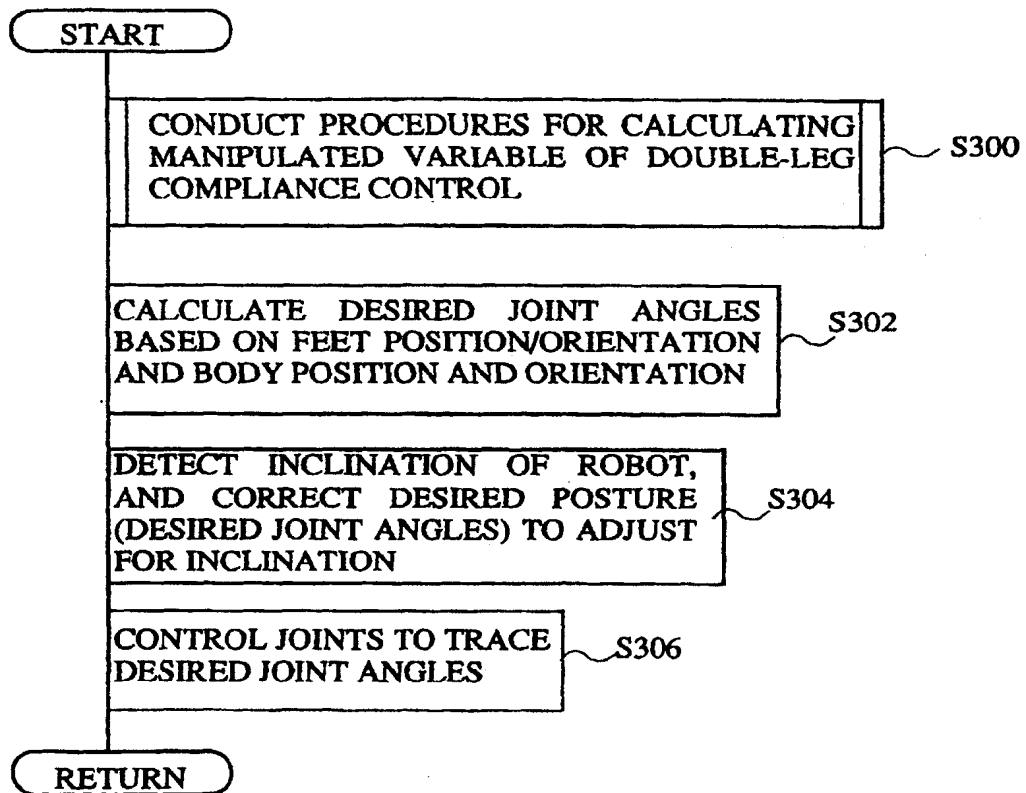 START
CONDUCT PROCEDURES FOR CALCULATING
MANIPULATED VARIABLE OF DOUBLE-LEG
COMPLIANCE CONTROL
S300
CALCULATE DESIRED JOINT ANGLES
BASED ON FEET POSITION/ORIENTATION
AND BODY POSITION AND ORIENTATION
S302
DETECT INCLINATION OF ROBOT,
AND CORRECT DESIRED POSTURE
(DESIRED JOINT ANGLES) TO ADJUST
FOR INCLINATION
S304
CONTROL JOINTS TO TRACE
DESIRED JOINT ANGLES
S306
RETURN